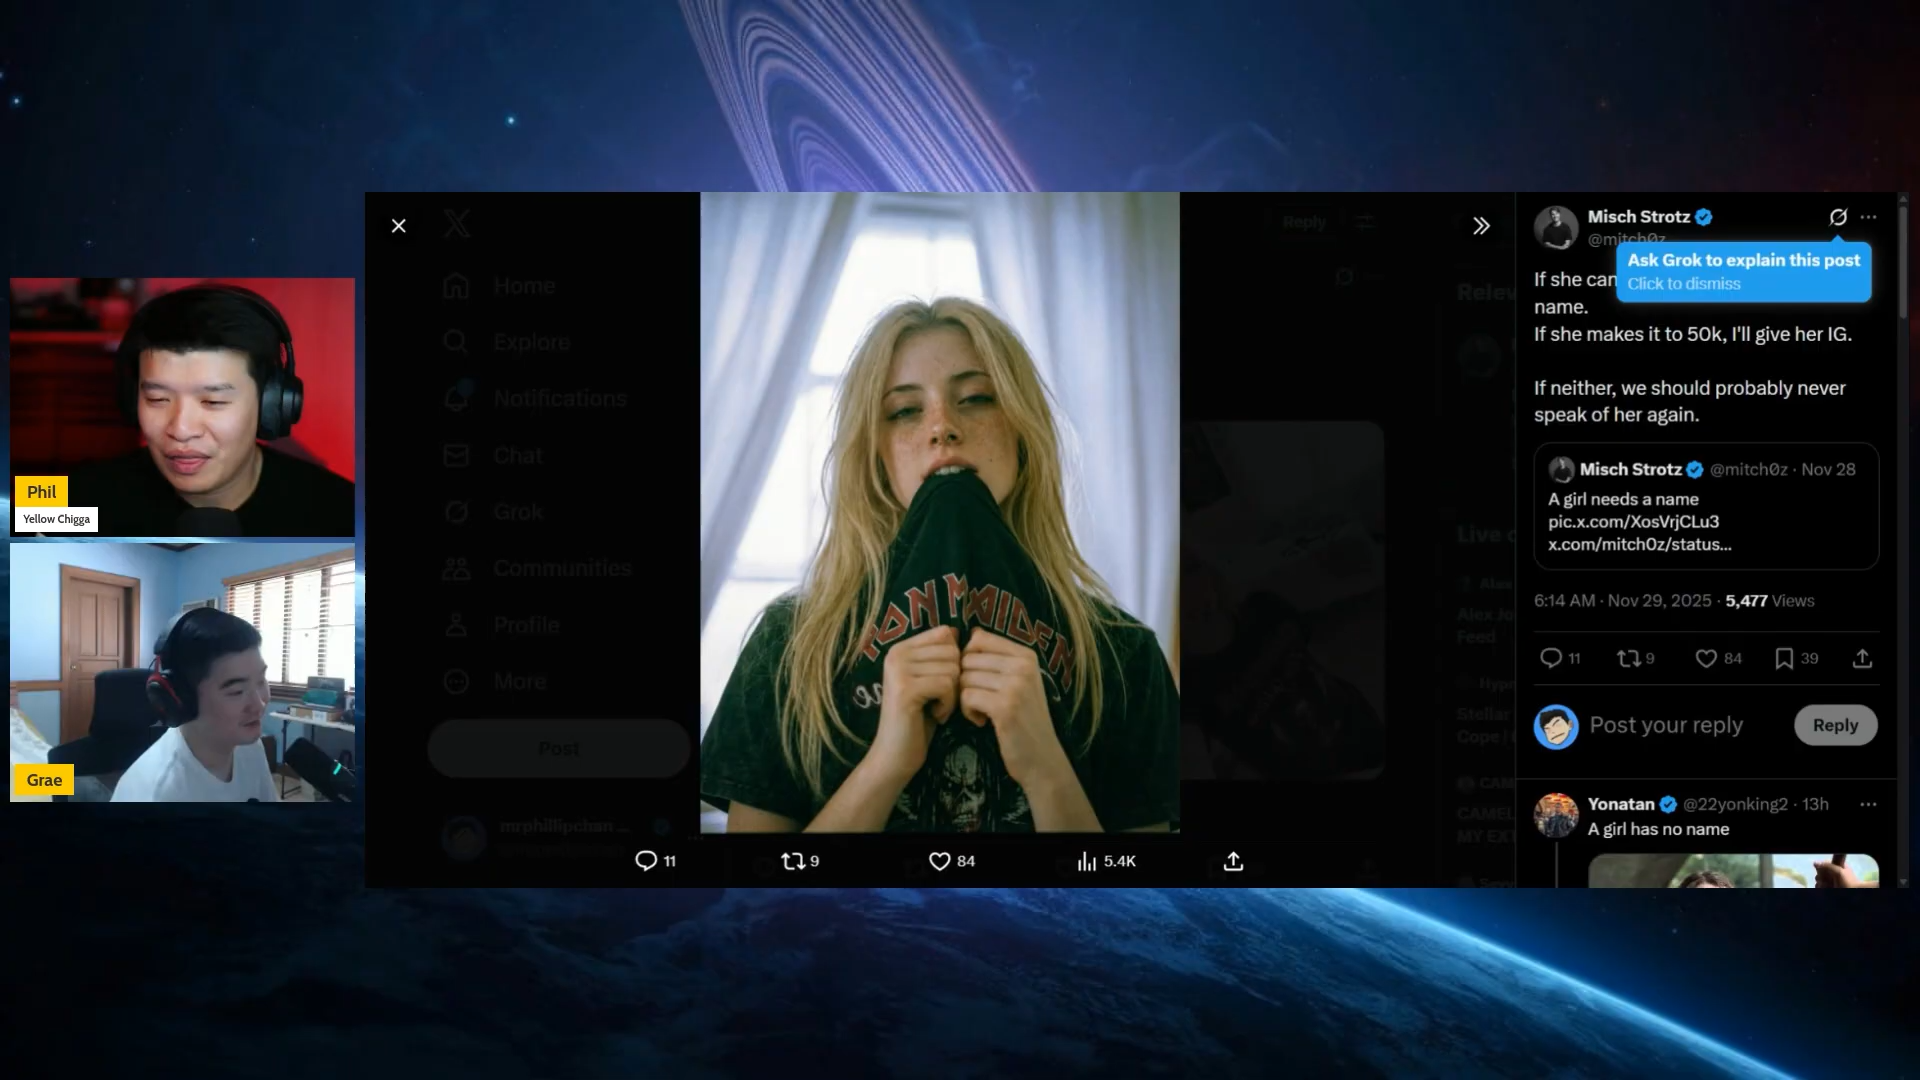 Phil
Yellow Chigga
Grae
Home
Explore
Notifications
Chat
Grok
Communities
Profile
More
Post
mrphillipchan...
IRON MAIDEN
11
9
84
5.4K
Reply
Misch Strotz
@mitch0z
Ask Grok to explain this post
Click to dismiss
If she can
name.
If she makes it to 50k, I'll give her IG.
If neither, we should probably never
speak of her again.
Misch Strotz @mitch0z · Nov 28
A girl needs a name
pic.x.com/XosVrjCLu3
x.com/mitch0z/status...
6:14 AM · Nov 29, 2025 · 5,477 Views
11
9
84
39
Post your reply
Reply
Yonatan @22yonking2 · 13h
A girl has no name